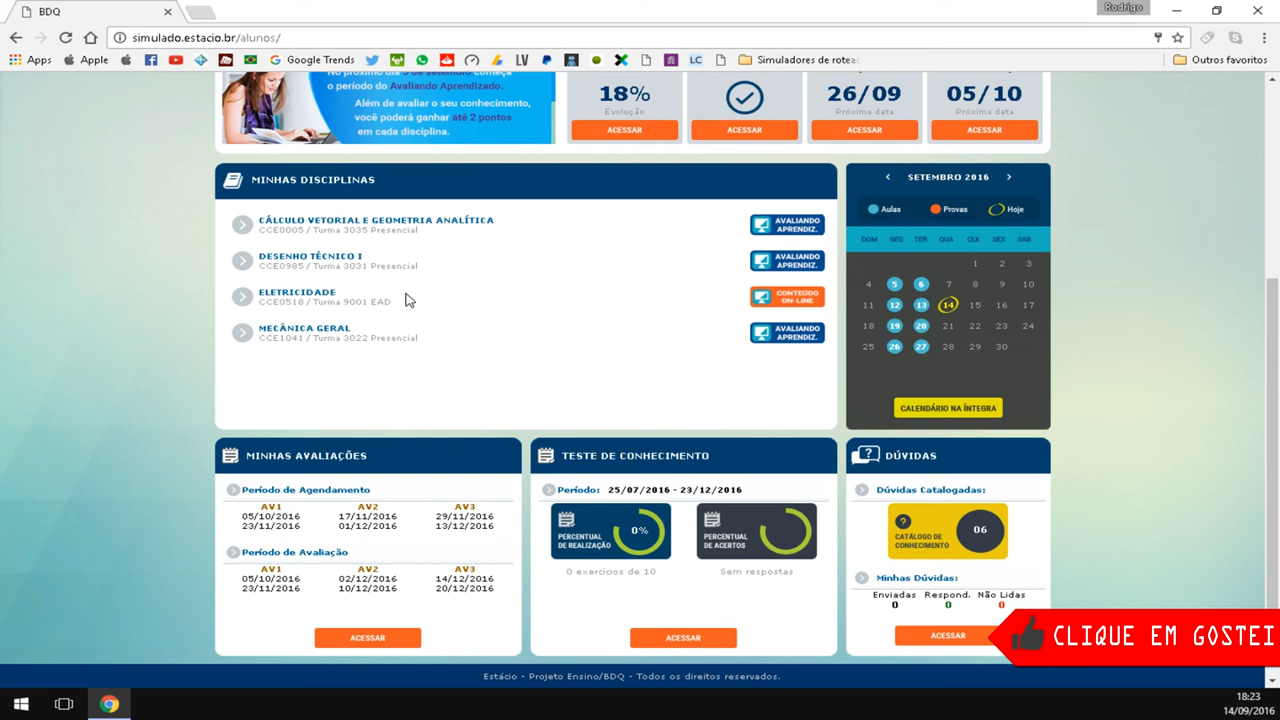 BDQ
Rodrigo
simulado.estacio.br/alunos/
Apps
Apple
Google Trends
LV
LC
Simuladores de rotea
Outros favoritos
No próximo dia 5 de setembro começa
o período do Avaliando Aprendizado.
Além de avaliar o seu conhecimento,
você poderá ganhar até 2 pontos
em cada disciplina.
18%
Evolução
ACESSAR
ACESSAR
26/09
Próxima data
ACESSAR
05/10
Próxima data
ACESSAR
MINHAS DISCIPLINAS
CÁLCULO VETORIAL E GEOMETRIA ANALÍTICA
CCE0005 / Turma 3035 Presencial
AVALIANDO
APRENDIZ.
DESENHO TÉCNICO I
CCE0985 / Turma 3031 Presencial
AVALIANDO
APRENDIZ.
ELETRICIDADE
CCE0518 / Turma 9001 EAD
CONTEÚDO
ON-LINE
MECÂNICA GERAL
CCE1041 / Turma 3022 Presencial
AVALIANDO
APRENDIZ.
SETEMBRO 2016
Aulas
Provas
Hoje
DOM SEG TER QUA QUI SEX SAB
1 2 3
4 5 6 7 8 9 10
11 12 13 14 15 16 17
18 19 20 21 22 23 24
25 26 27 28 29 30
CALENDÁRIO NA ÍNTEGRA
MINHAS AVALIAÇÕES
Período de Agendamento
AV1 AV2 AV3
05/10/2016 17/11/2016 29/11/2016
23/11/2016 01/12/2016 13/12/2016
Período de Avaliação
AV1 AV2 AV3
05/10/2016 02/12/2016 14/12/2016
23/11/2016 10/12/2016 20/12/2016
ACESSAR
TESTE DE CONHECIMENTO
Período: 25/07/2016 - 23/12/2016
PERCENTUAL
DE REALIZAÇÃO
0%
PERCENTUAL
DE ACERTOS
0 exercícios de 10
Sem respostas
ACESSAR
DÚVIDAS
Dúvidas Catalogadas:
CATÁLOGO DE
CONHECIMENTO
06
Minhas Dúvidas:
Enviadas Respond. Não Lidas
0 0 0
ACESSAR
CLIQUE EM GOSTEI
Estácio - Projeto Ensino/BDQ - Todos os direitos reservados.
18:23
14/09/2016